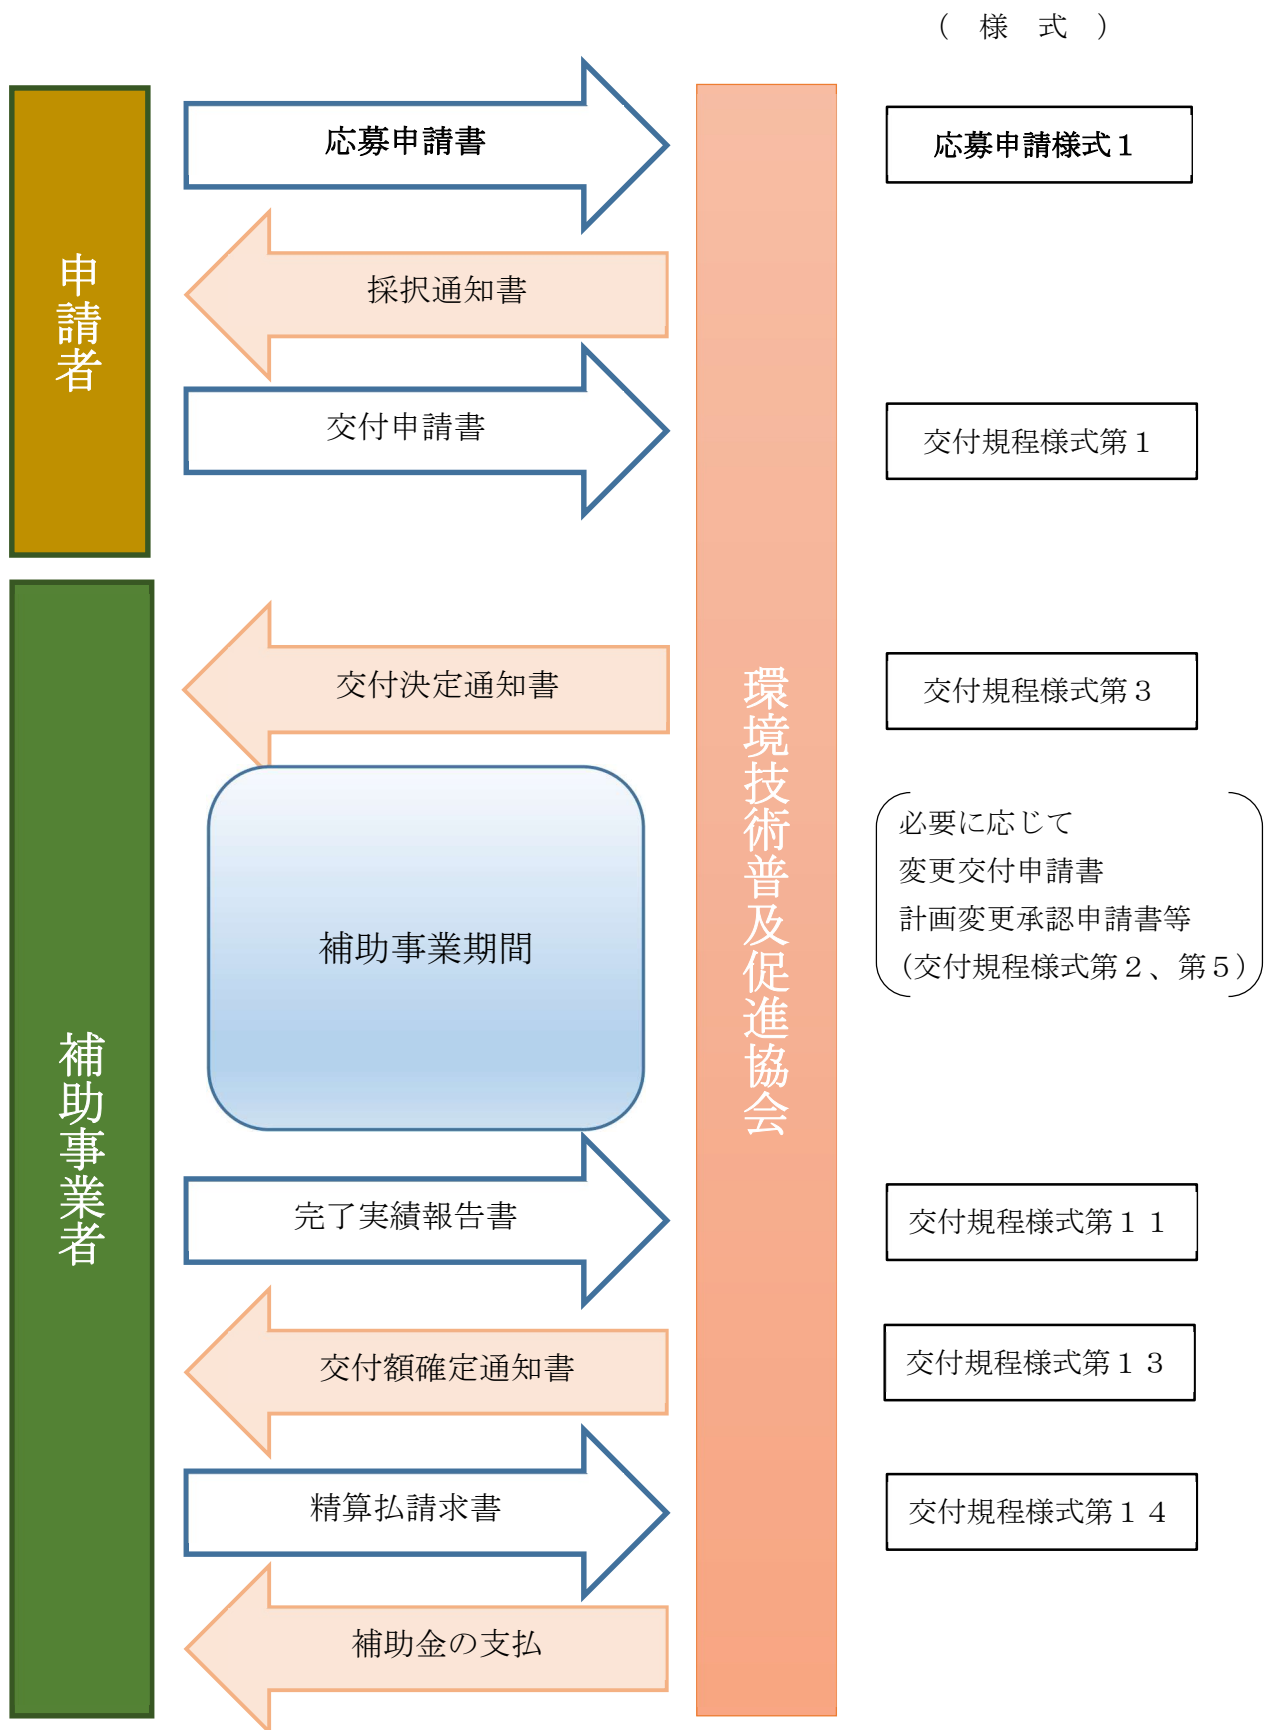 （　様　式　）
応募申請書
応募申請様式１
採択通知書
申請者
交付申請書
交付規程様式第１
交付決定通知書
交付規程様式第３
環境技術普及促進協会
補助事業期間
必要に応じて
変更交付申請書
計画変更承認申請書等
（交付規程様式第２、第５）
補助事業者
完了実績報告書
交付規程様式第１１
交付額確定通知書
交付規程様式第１３
精算払請求書
交付規程様式第１４
補助金の支払